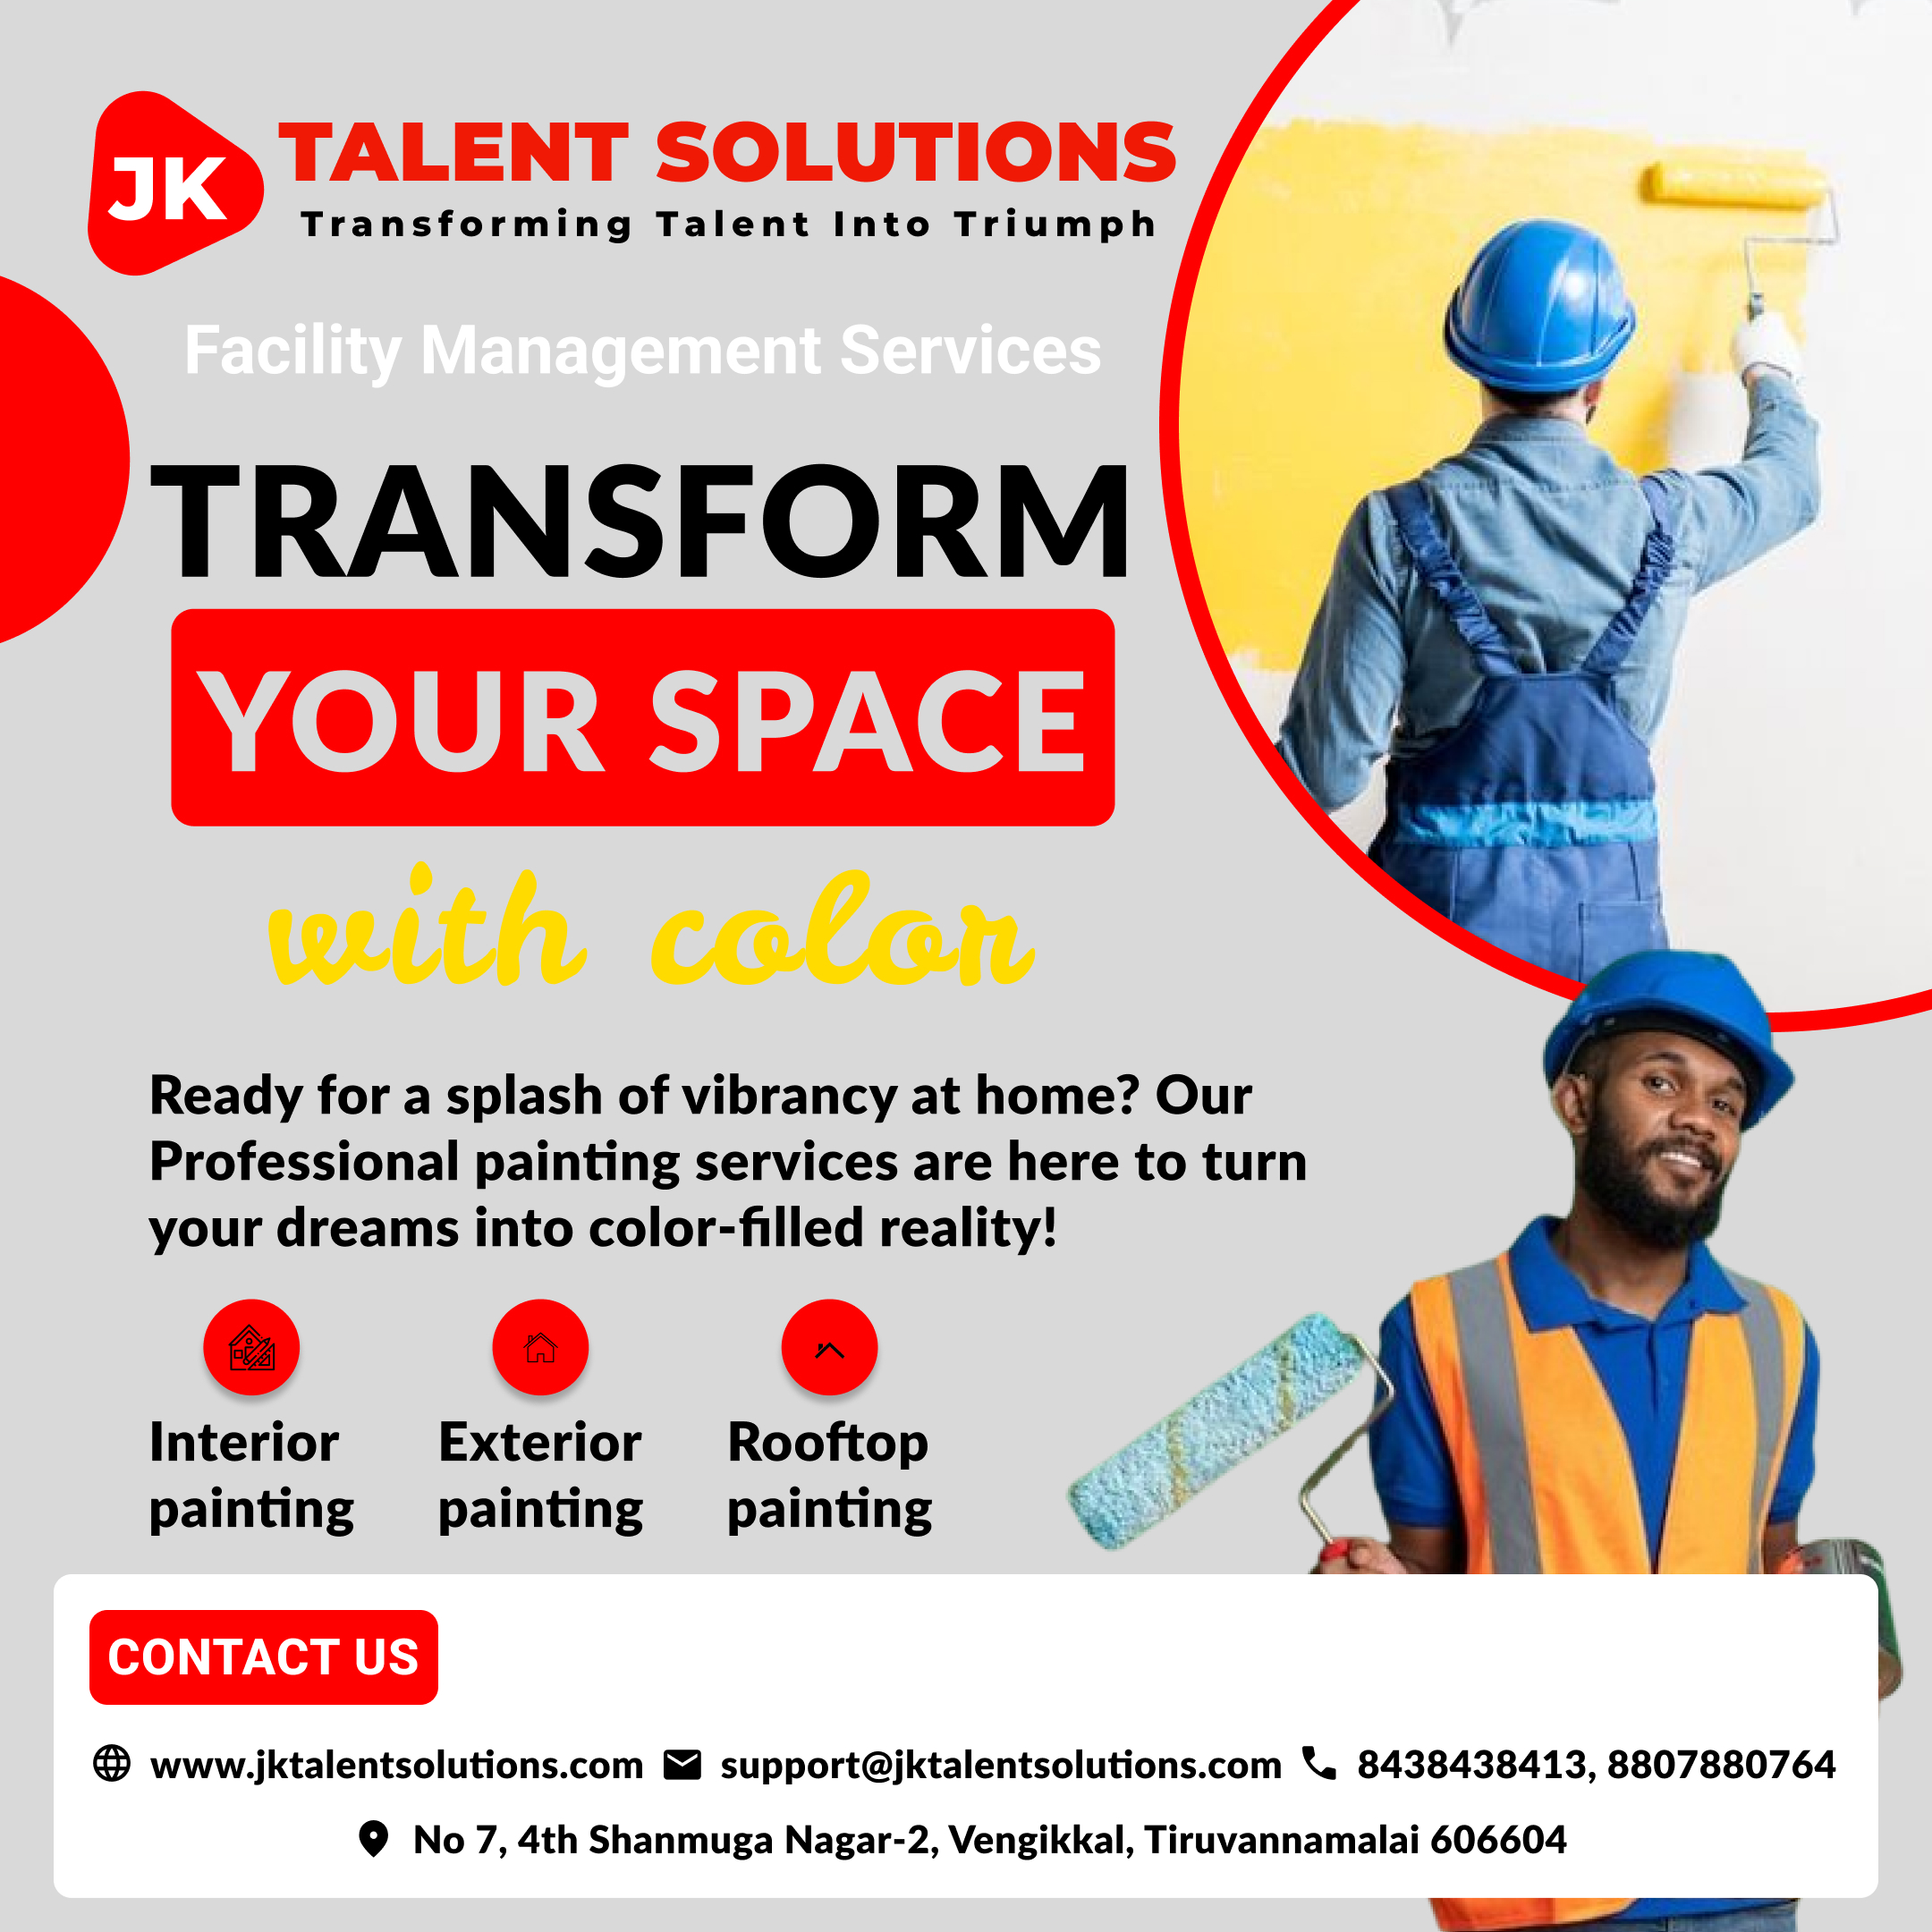 JK
TALENT SOLUTIONS
Transforming Talent Into Triumph
Facility Management Services
TRANSFORM
YOUR SPACE
with color
Ready for a splash of vibrancy at home? Our
Professional painting services are here to turn
your dreams into color-filled reality!
Interior
painting
Exterior
painting
Rooftop
painting
CONTACT US
www.jktalentsolutions.com support@jktalentsolutions.com 8438438413, 8807880764
No 7, 4th Shanmuga Nagar-2, Vengikkal, Tiruvannamalai 606604